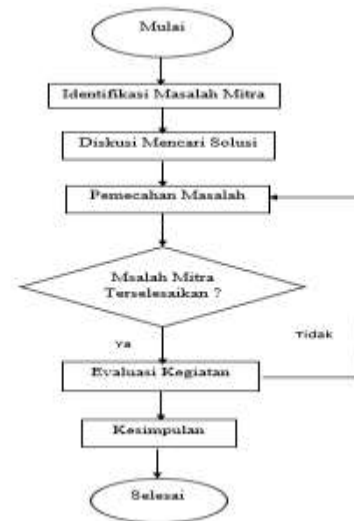 Mulai
Identifikasi Masalah Mitra
Diskusi Mencari Solusi
Pemecahan Masalah
Msalah Mitra
Terselesaikan ?
Ya
Tidak
Evaluasi Kegiatan
Kesimpulan
Selesai